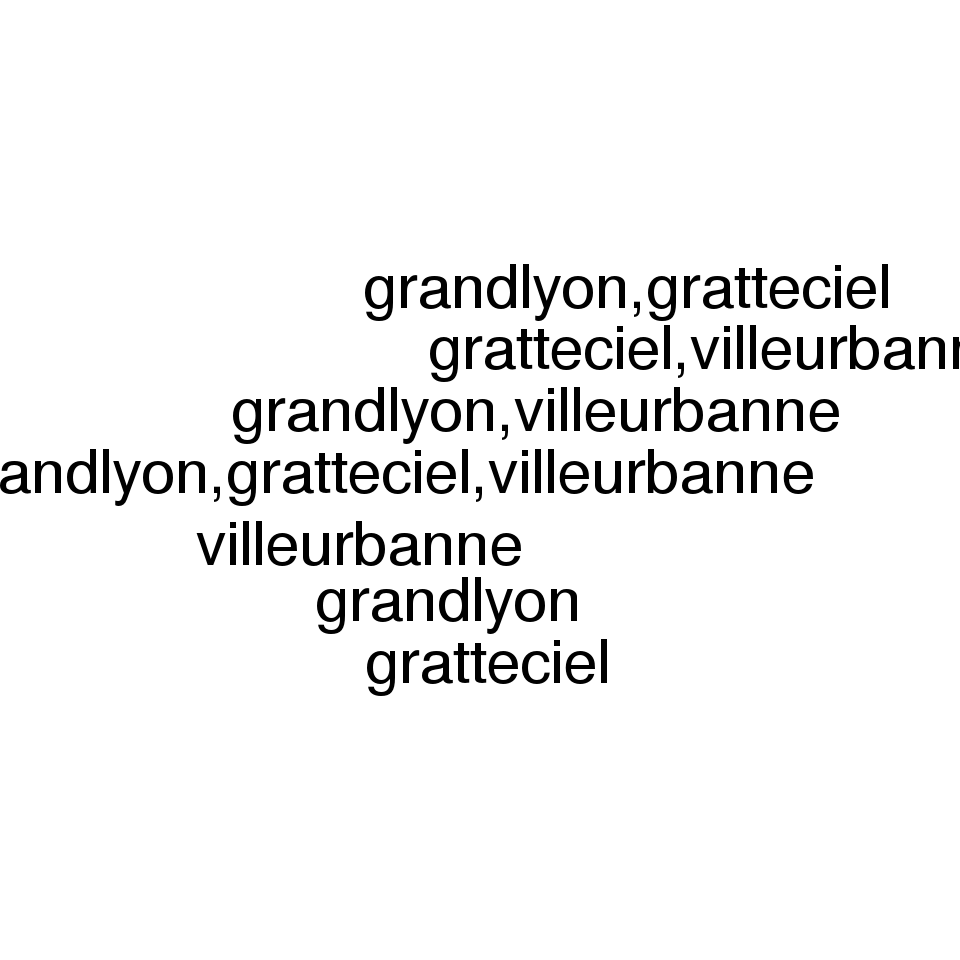 grandlyon,gratteciel
gratteciel,villeurbann
grandlyon,villeurbanne
andlyon,gratteciel,villeurbanne
villeurbanne
grandlyon
gratteciel